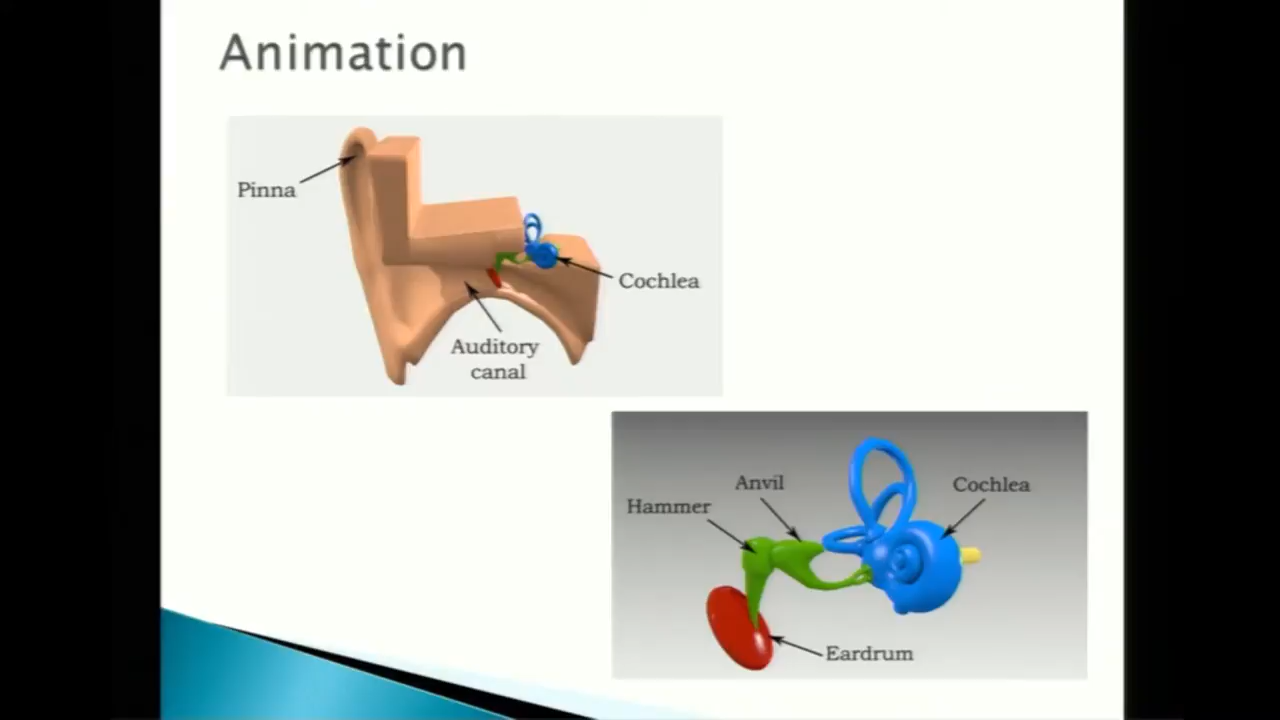 Animation
Pinna
Cochlea
Auditory
canal
Anvil
Cochlea
Hammer
Eardrum